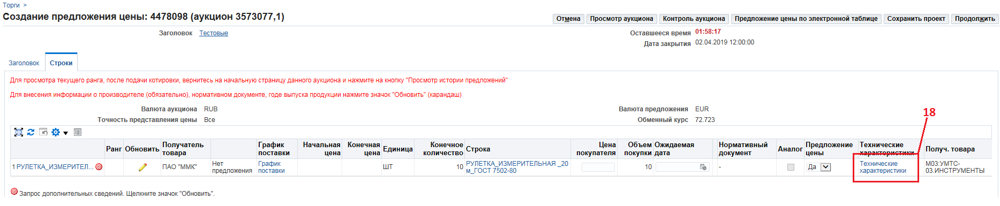 Торги >
Создание предложения цены: 4478098 (аукцион 3573077,1)
Отмена Просмотр аукциона Контроль аукциона Предложение цены по электронной таблице Сохранить проект Продолжить
Заголовок Тестовые
Оставшееся время 01:58:17
Дата закрытия 02.04.2019 12:00:00
Заголовок Строки
Для просмотра текущего ранга, после подачи котировки, вернитесь на начальную страницу данного аукциона и нажмите на кнопку "Просмотр истории предложений"
Для внесения информации о производителе (обязательно), нормативном документе, годе выпуска продукции нажмите значок "Обновить" (карандаш)
Валюта аукциона RUB
Точность представления цены Все
Валюта предложения EUR
Обменный курс 72.723
18
Ранг Обновить Получатель товара График поставки Начальная цена Конечная цена Единица Конечное количество Строка Цена покупателя Объем покупки Ожидаемая дата Нормативный документ Аналог Предложение цены Технические характеристики Получ. товара
1 РУЛЕТКА_ИЗМЕРИТЕЛ... ПАО "ММК" Нет предложения График поставки ШТ 10 РУЛЕТКА_ИЗМЕРИТЕЛЬНАЯ _20 м_ГОСТ 7502-80 10 - Да Технические характеристики М03:УМТС-03.ИНСТРУМЕНТЫ
Запрос дополнительных сведений. Щелкните значок "Обновить".